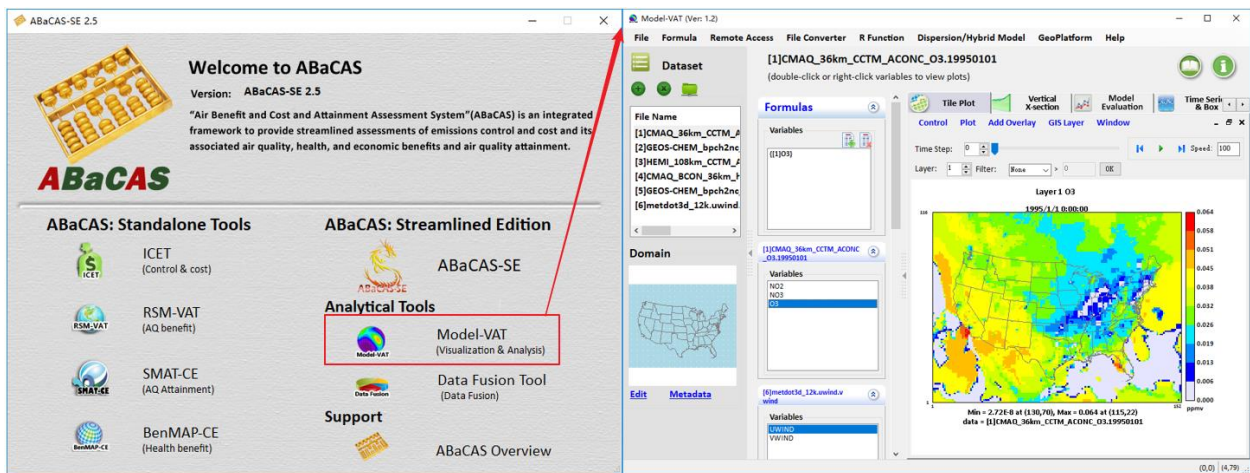 ABaCAS-SE 2.5
Welcome to ABaCAS
Version: ABaCAS-SE 2.5
“Air Benefit and Cost and Attainment Assessment System”(ABaCAS) is an integrated
framework to provide streamlined assessments of emissions control and cost and its
associated air quality, health, and economic benefits and air quality attainment.
ABaCAS
ABaCAS: Standalone Tools
ICET
ICET
(Control & cost)
RSM-VAT
RSM-VAT
(AQ benefit)
SMAT-CE
SMAT-CE
(AQ Attainment)
BenMAP-CE
BenMAP-CE
(Health benefit)
ABaCAS: Streamlined Edition
ABaCAS-SE
ABaCAS-SE
Analytical Tools
Model-VAT
Model-VAT
(Visualization & Analysis)
Data Fusion
Data Fusion Tool
(Data Fusion)
Support
ABaCAS Overview
Model-VAT (Ver: 1.2)
File Formula Remote Access File Converter R Function Dispersion/Hybrid Model GeoPlatform Help
Dataset
[1]CMAQ_36km_CCTM_ACONC_O3.19950101
(double-click or right-click variables to view plots)
File Name
[1]CMAQ_36km_CCTM_A
[2]GEOS-CHEM_bpch2nc
[3]HEMI_108km_CCTM_A
[4]CMAQ_BCON_36km_h
[5]GEOS-CHEM_bpch2nc
[6]metdot3d_12k.uwind.
Domain
Edit Metadata
Formulas
Variables
{[1]O3}
[1]CMAQ_36km_CCTM_ACONC
_O3.19950101
Variables
NO2
NO3
O3
[6]metdot3d_12k.uwind.v
wind
Variables
UWIND
VWIND
Tile Plot
Vertical
X-section
Model
Evaluation
Time Seri
& Box
Control Plot Add Overlay GIS Layer Window
Time Step: 0
Speed: 100
Layer: 1 Filter: None > 0 OK
Layer1 O3
1995/1/1 0:00:00
0.064
0.058
0.051
0.045
0.038
0.032
0.026
0.019
0.013
0.006
0.000
ppmv
1
1
152
Min = 2.72E-8 at (130,70), Max = 0.064 at (115,22)
data = [1]CMAQ_36km_CCTM_ACONC_O3.19950101
(0,0) (4,79)